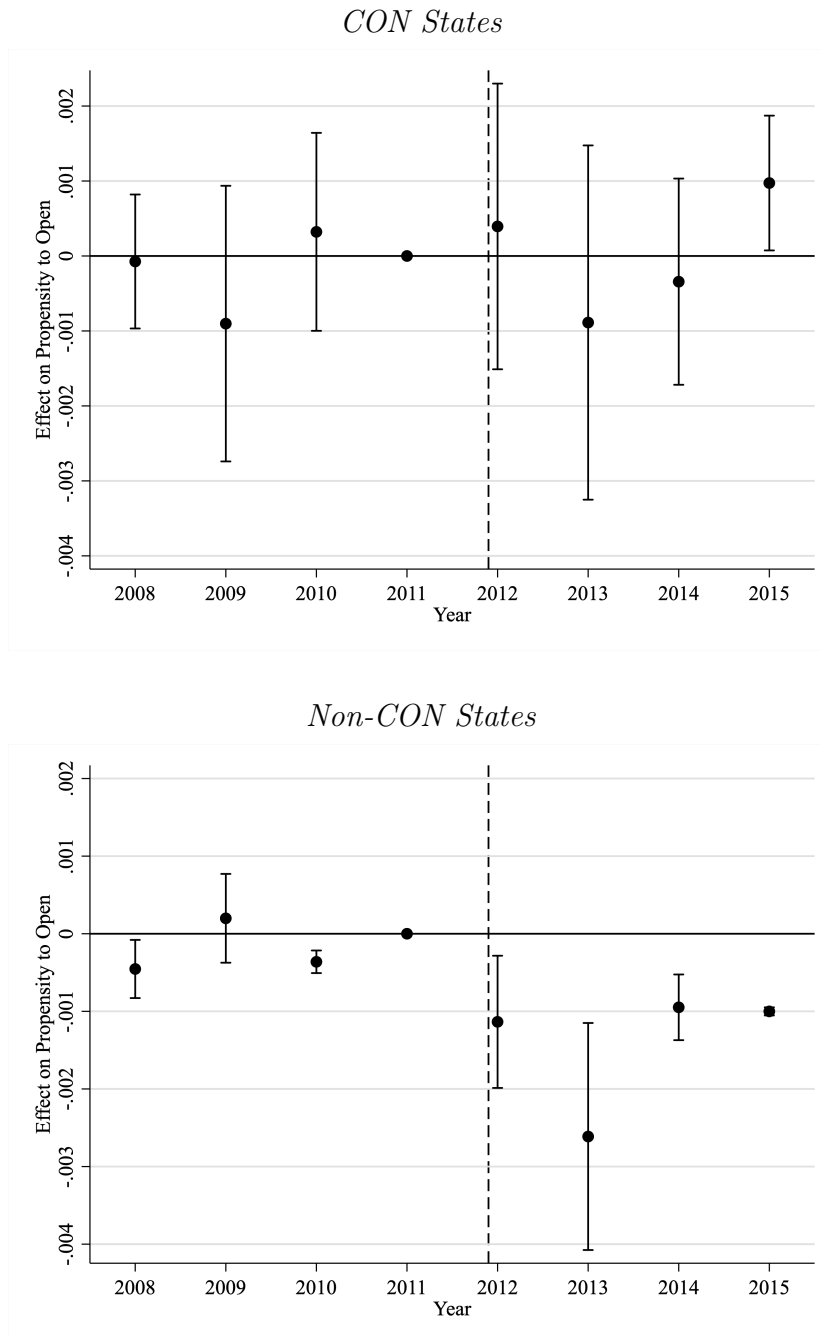 CON States
Effect on Propensity to Open
.002
.001
0
-.001
-.002
-.003
-.004
2008 2009 2010 2011 2012 2013 2014 2015
Year
Non-CON States
Effect on Propensity to Open
.002
.001
0
-.001
-.002
-.003
-.004
2008 2009 2010 2011 2012 2013 2014 2015
Year